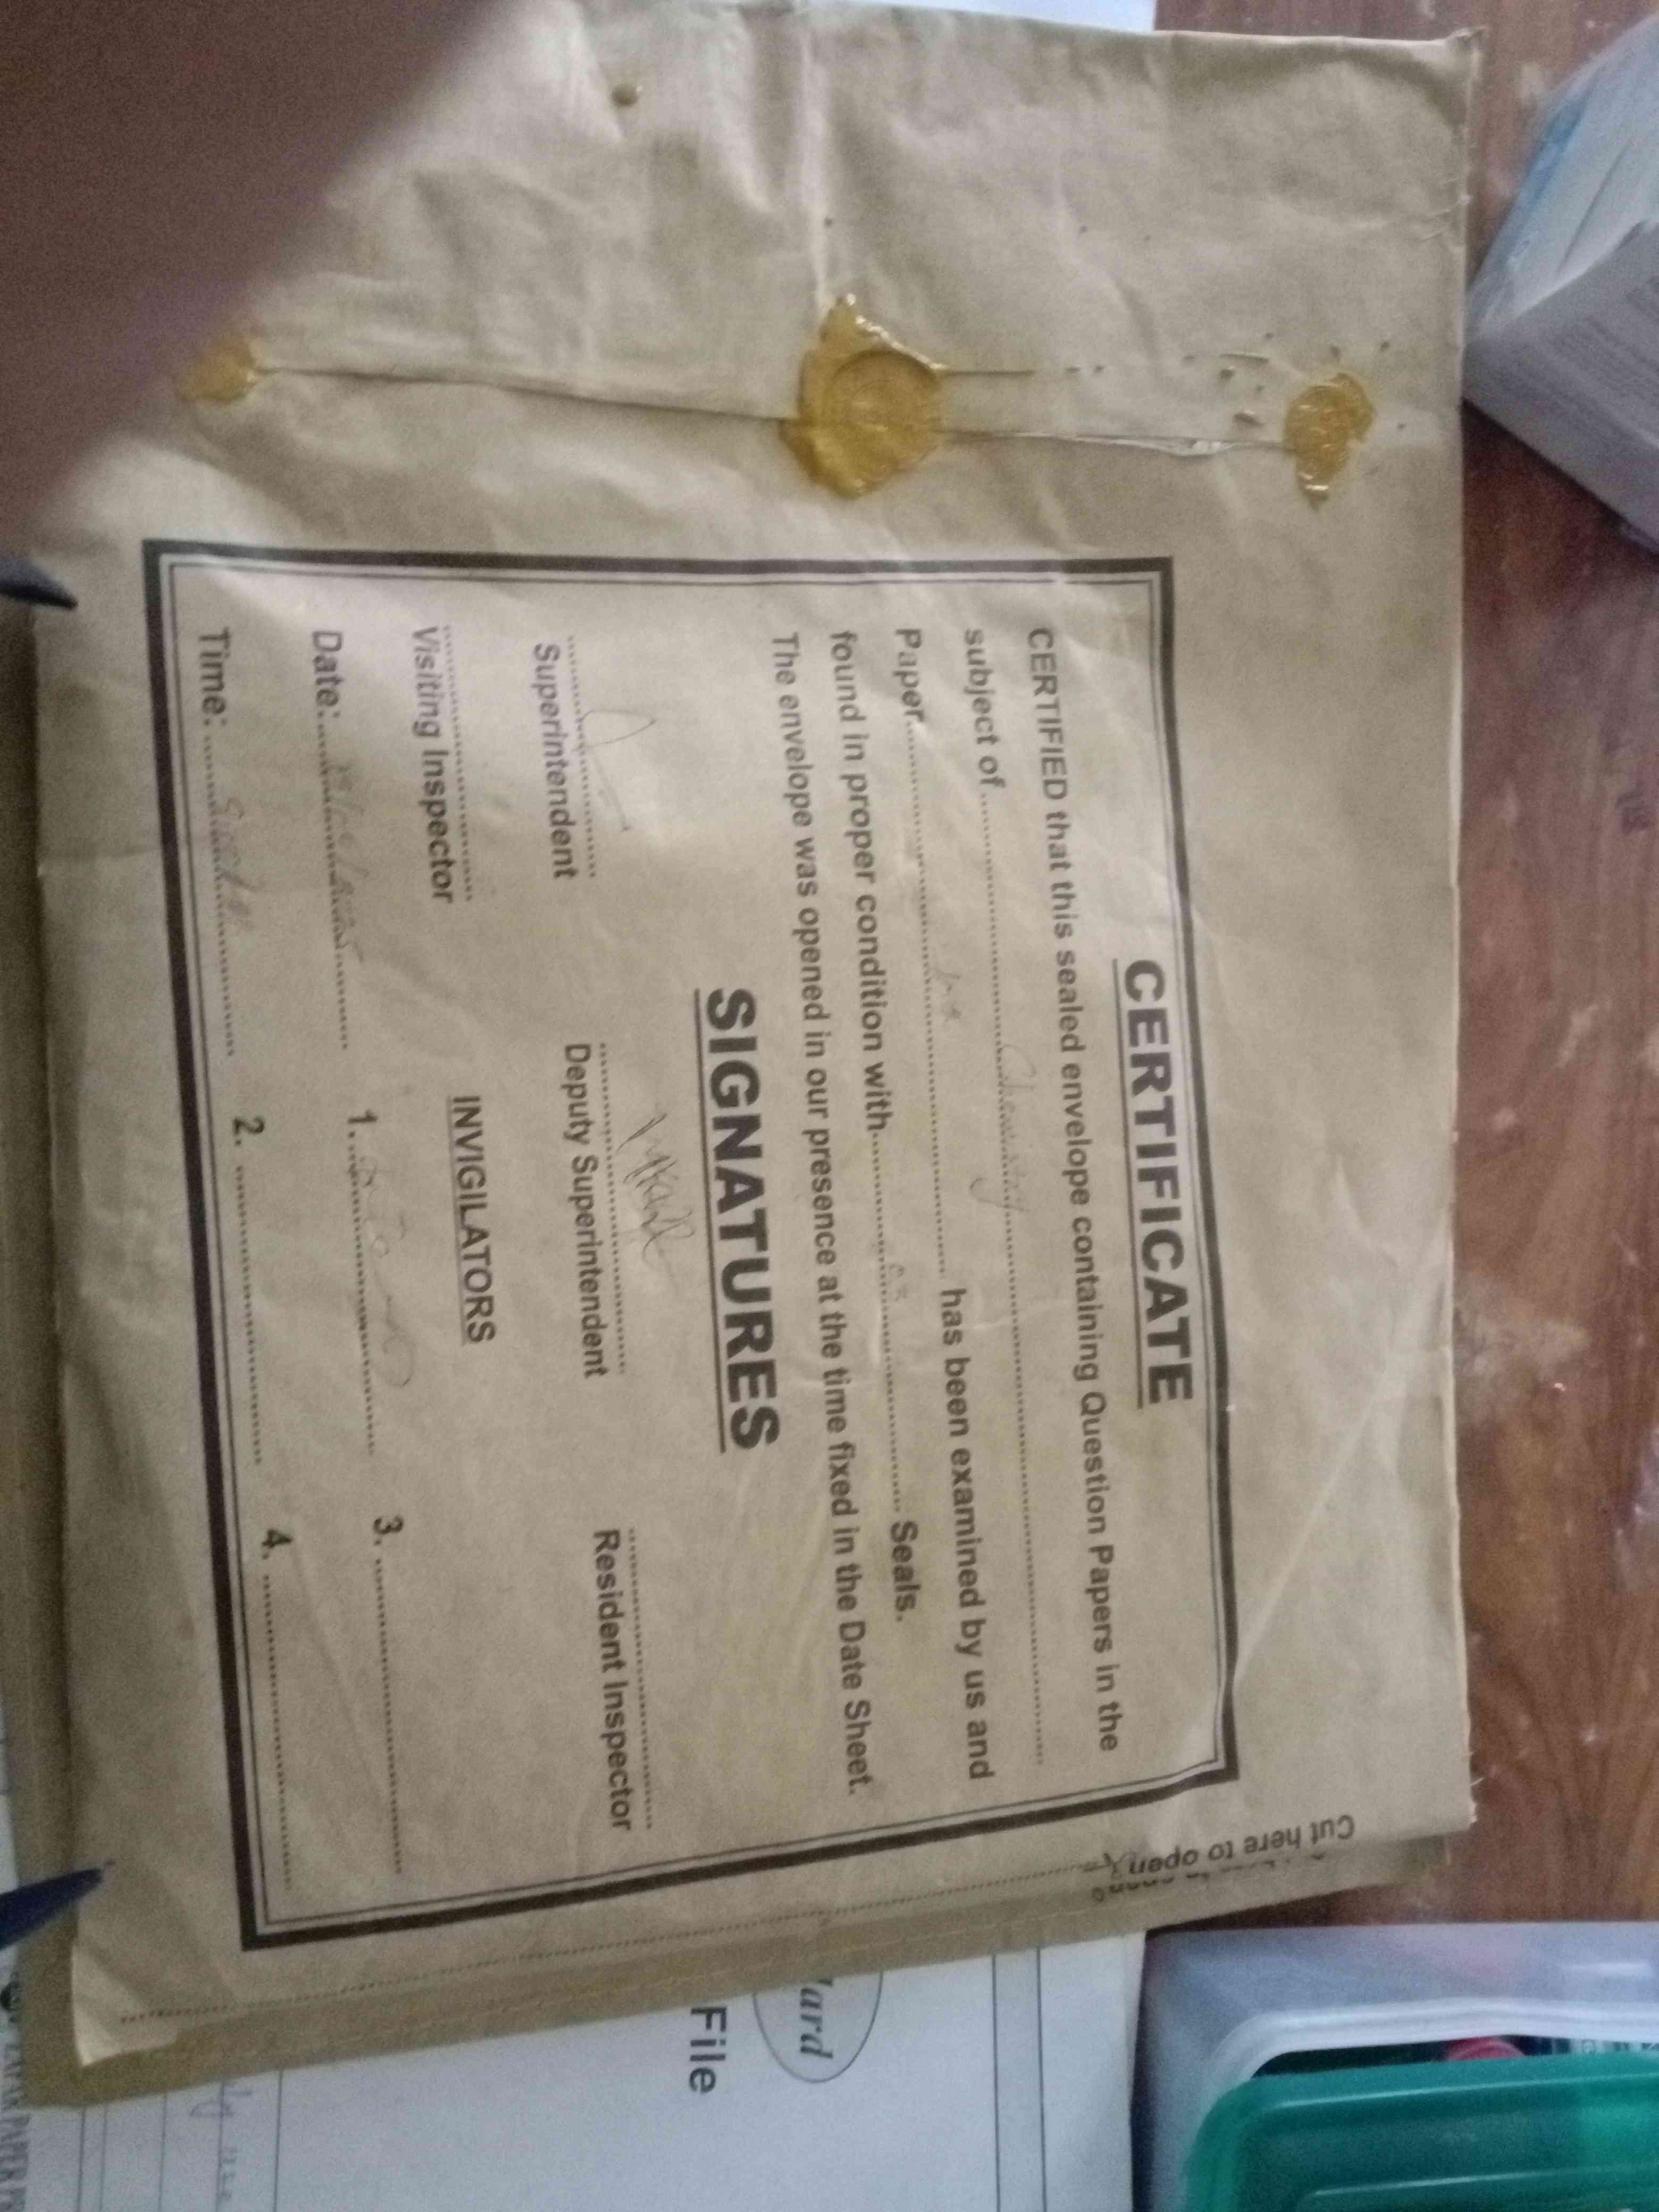 CERTIFICATE
CERTIFIED that this sealed envelope containing Question Papers in the
subject of.......... Chemistry ..........
Paper.......... has been examined by us and
found in proper condition with.......... Seals.
The envelope was opened in our presence at the time fixed in the Date Sheet.
SIGNATURES
Superintendent
Deputy Superintendent
Resident Inspector
Visiting Inspector
INVIGILATORS
Date:
1.
3.
Time:
2.
4.
Cut here to open
ard
File